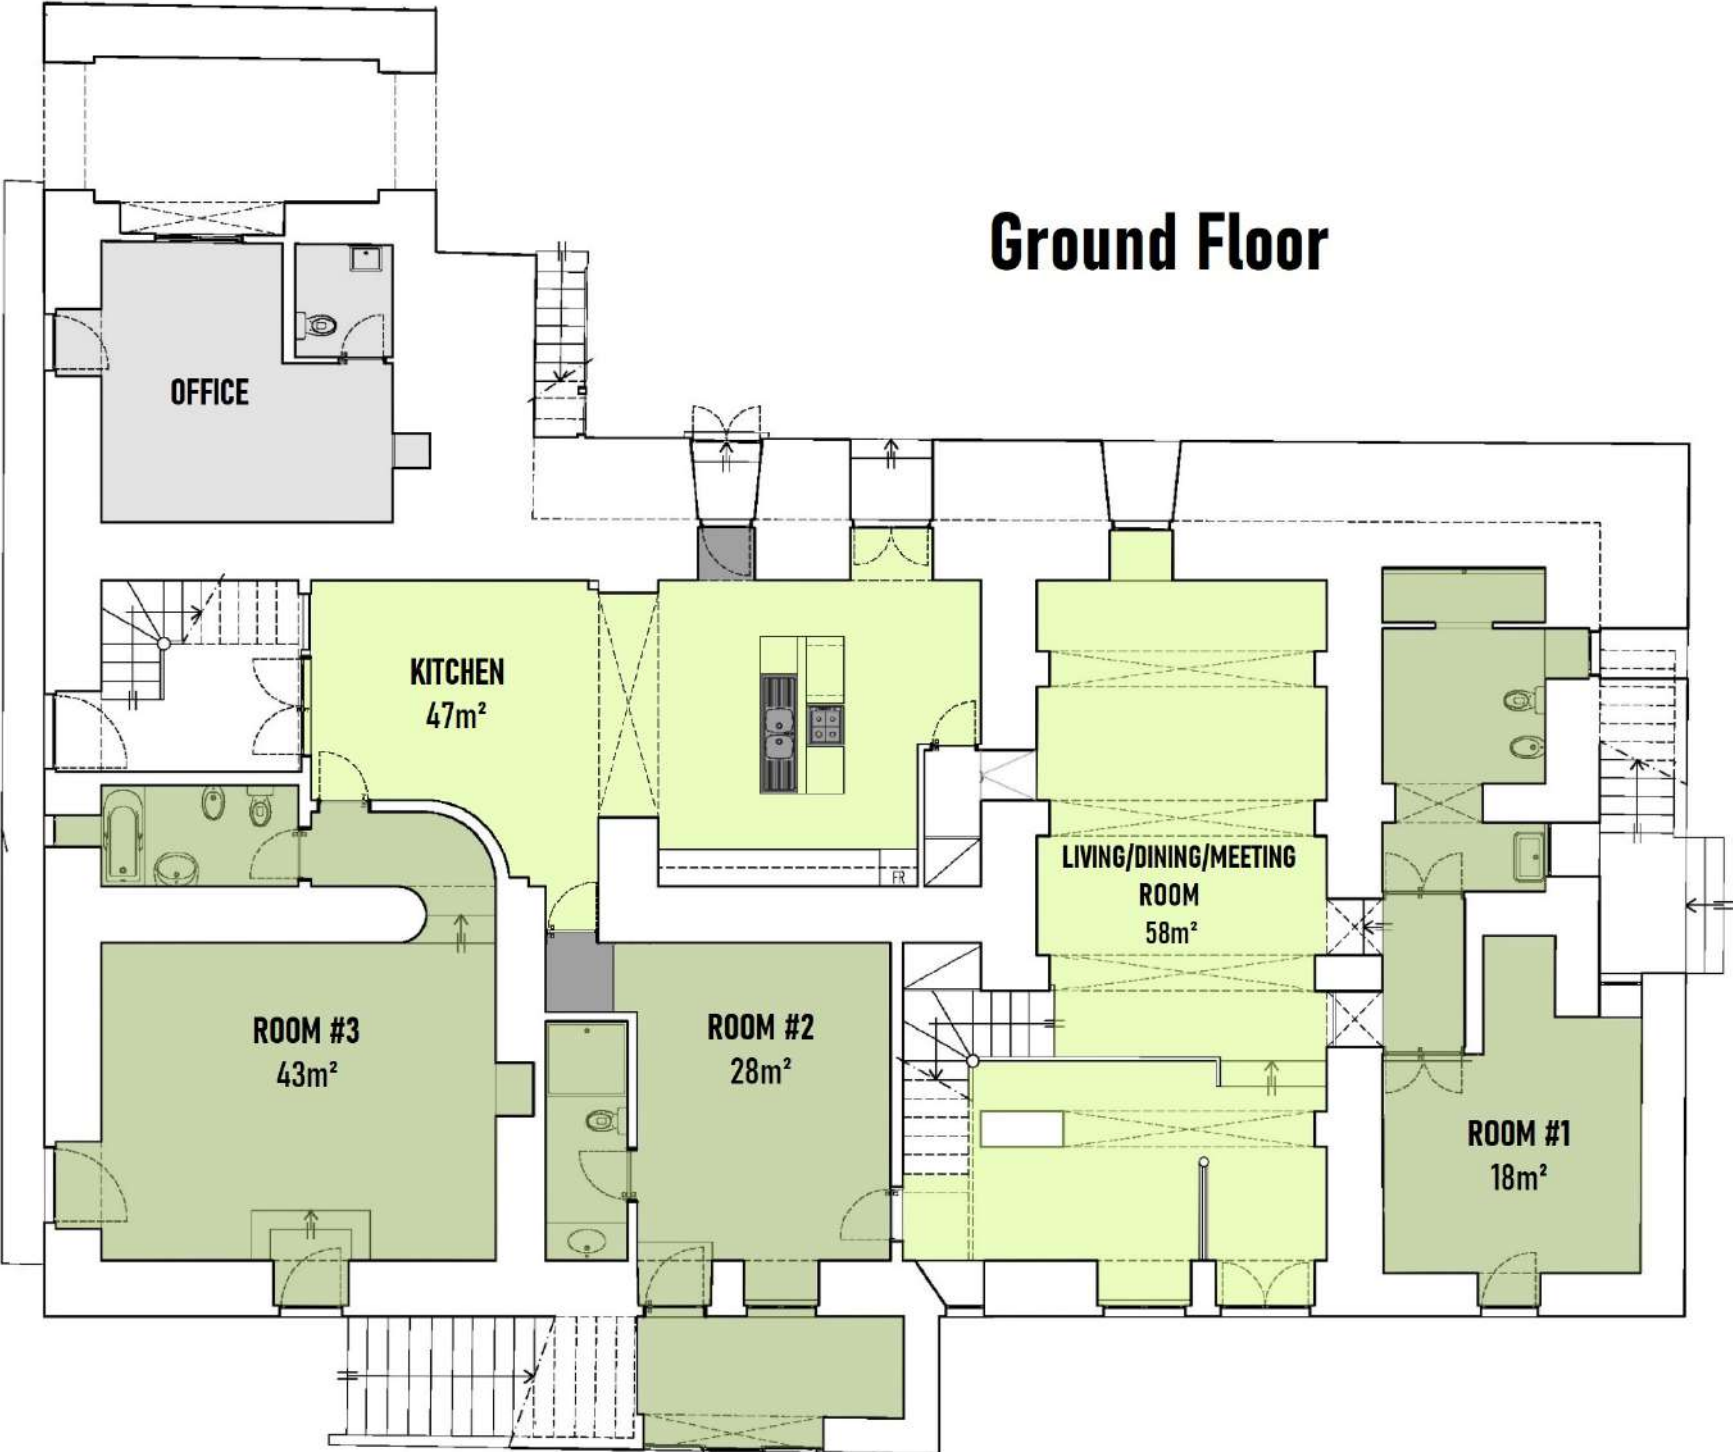 Ground Floor
OFFICE
KITCHEN
47m²
FR
LIVING/DINING/MEETING
ROOM
58m²
ROOM #3
43m²
ROOM #2
28m²
ROOM #1
18m²